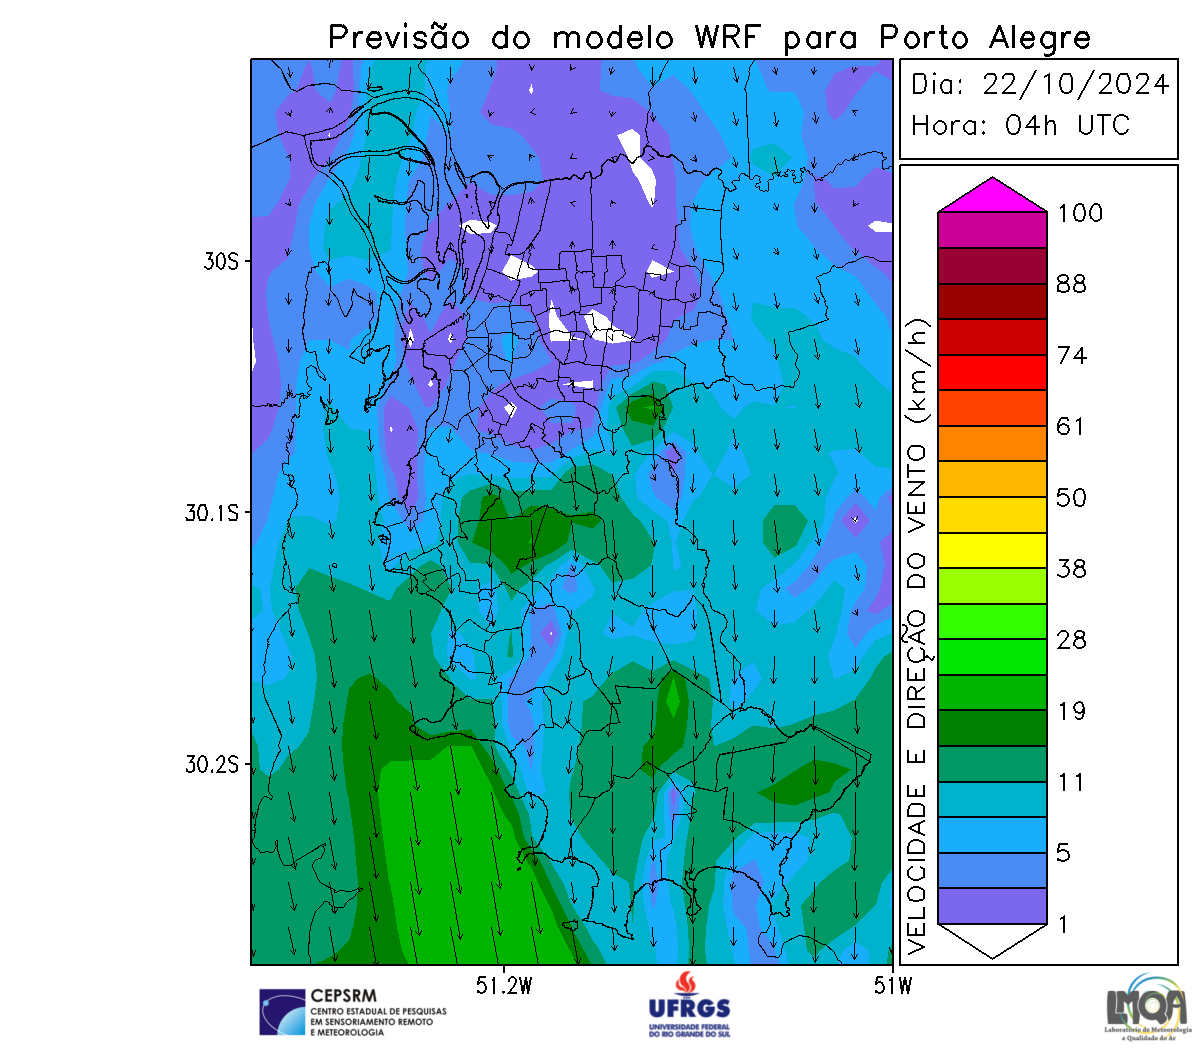 Previsão do modelo WRF para Porto Alegre
Dia: 22/10/2024
Hora: 04h UTC
100
88
74
61
50
38
28
19
11
5
1
VELOCIDADE E DIREÇÃO DO VENTO (km/h)
30S
30.1S
30.2S
51.2W
51W
CEPSRM
CENTRO ESTADUAL DE PESQUISAS
EM SENSORIAMENTO REMOTO
E METEOROLOGIA
UFRGS
UNIVERSIDADE FEDERAL
DO RIO GRANDE DO SUL
LMQA
Laboratório de Meteorologia
e Qualidade do Ar